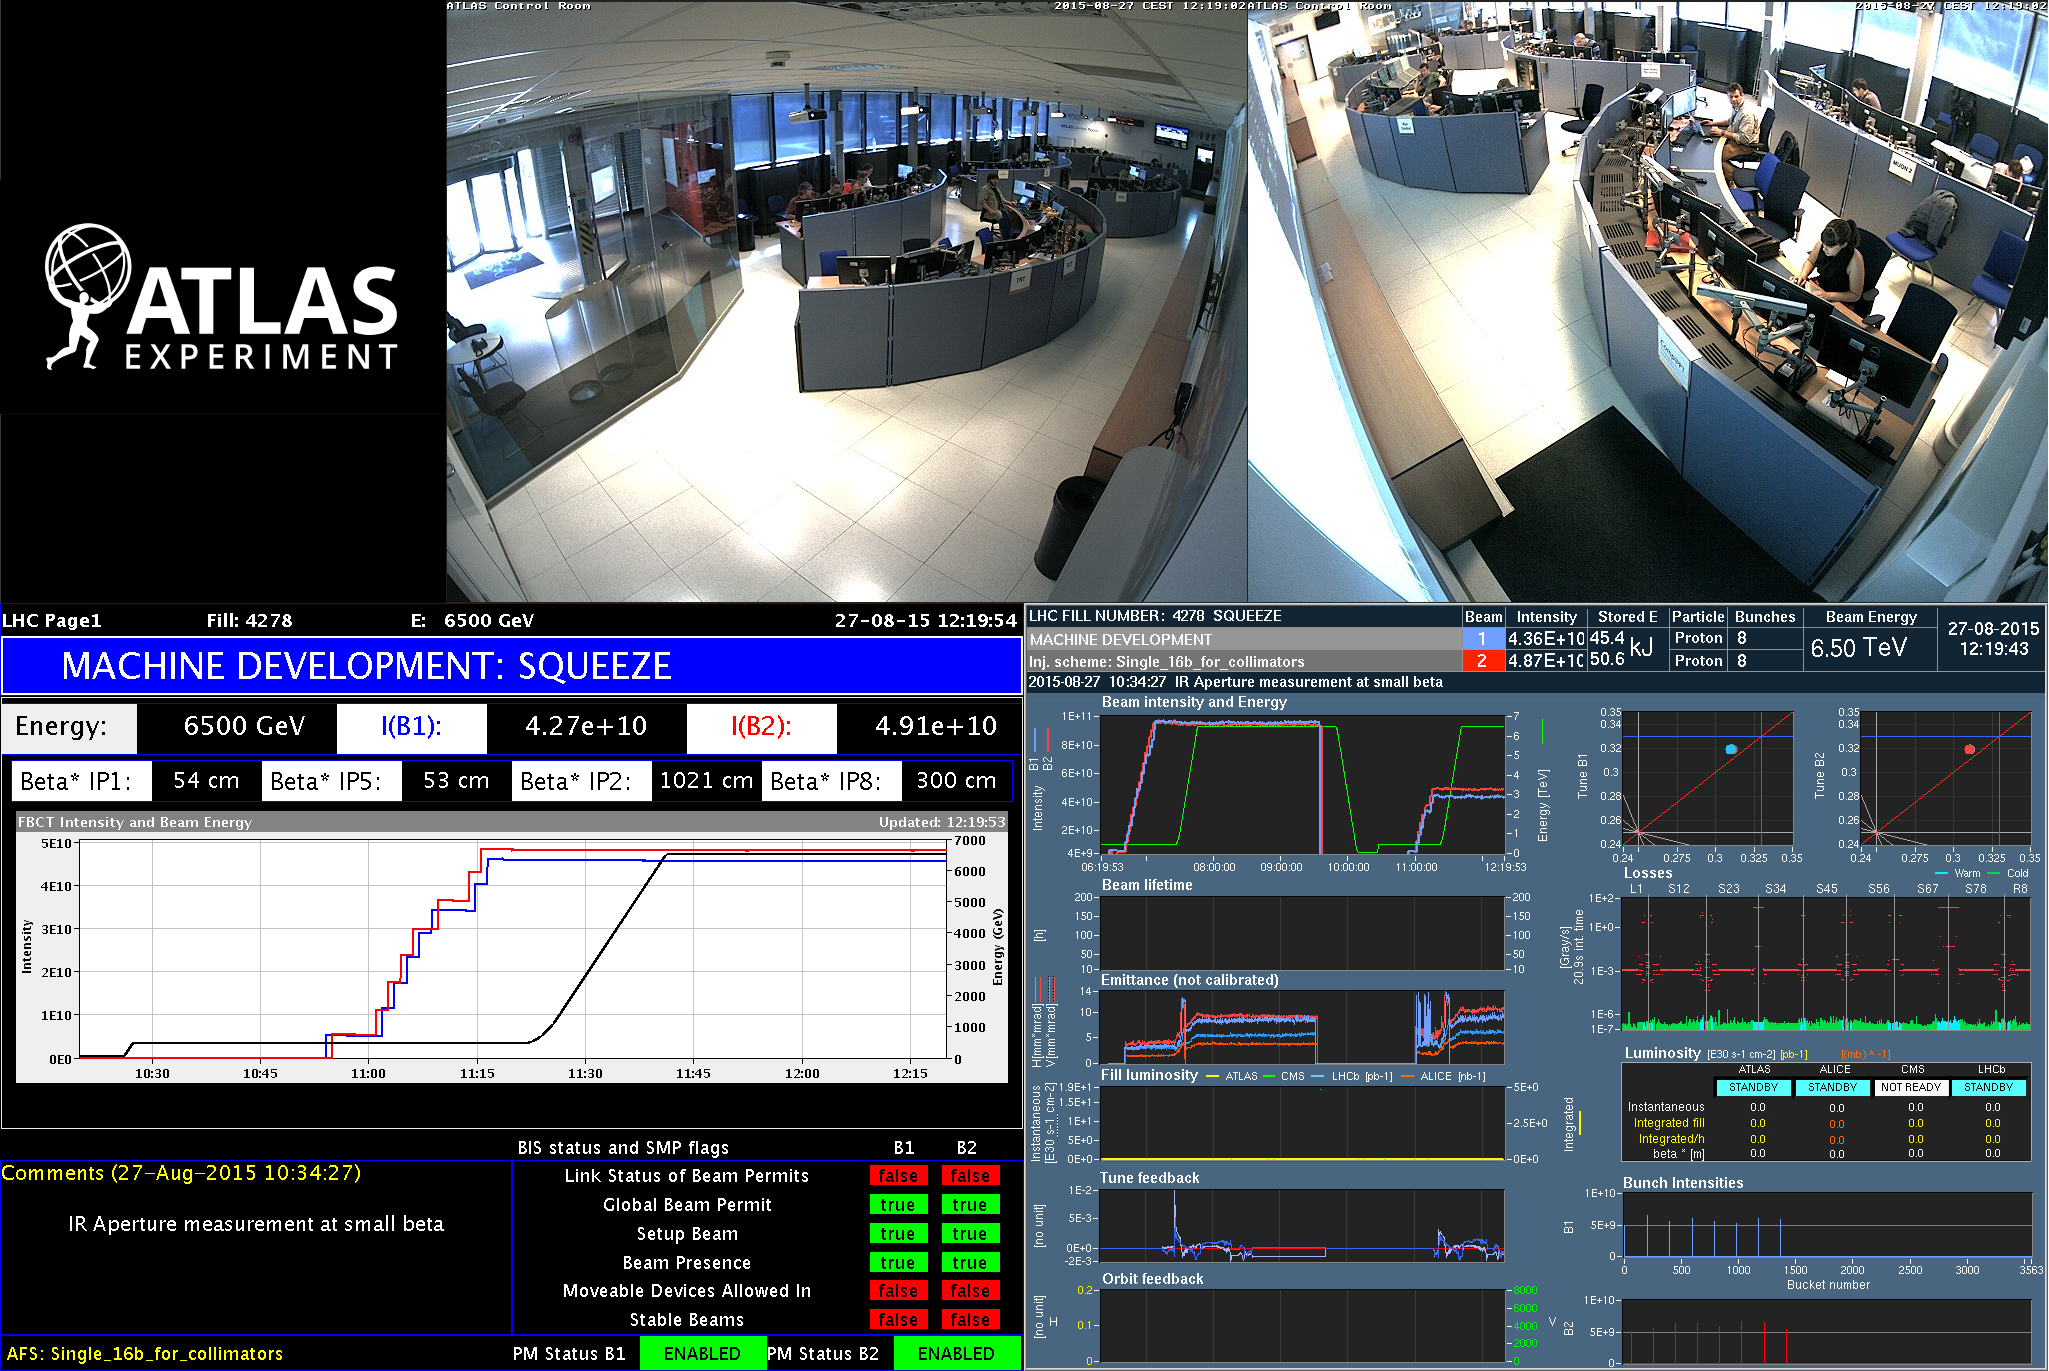 ATLAS Control Room 2015-08-27 CEST 12:19:02
ATLAS Control Room 2015-08-27 CEST 12:19:02
ATLAS
EXPERIMENT
TRT
MUON 2
LHC Page1 Fill: 4278 E: 6500 GeV 27-08-15 12:19:54
MACHINE DEVELOPMENT: SQUEEZE
Energy: 6500 GeV I(B1): 4.27e+10 I(B2): 4.91e+10
Beta* IP1: 54 cm Beta* IP5: 53 cm Beta* IP2: 1021 cm Beta* IP8: 300 cm
FBCT Intensity and Beam Energy Updated: 12:19:53
5E10 7000
6000
4E10
5000
3E10 4000
3000
2E10
2000
1E10
1000
0E0 0
Intensity
Energy (GeV)
10:30 10:45 11:00 11:15 11:30 11:45 12:00 12:15
BIS status and SMP flags B1 B2
Comments (27-Aug-2015 10:34:27)
IR Aperture measurement at small beta
Link Status of Beam Permits false false
Global Beam Permit true true
Setup Beam true true
Beam Presence true true
Moveable Devices Allowed In false false
Stable Beams false false
AFS: Single_16b_for_collimators PM Status B1 ENABLED PM Status B2 ENABLED
LHC FILL NUMBER: 4278 SQUEEZE
MACHINE DEVELOPMENT
Inj. scheme: Single_16b_for_collimators
Beam Intensity Stored E Particle Bunches Beam Energy
1 4.36E+10 45.4 kJ Proton 8 6.50 TeV
2 4.87E+10 50.6 Proton 8
27-08-2015
12:19:43
2015-08-27 10:34:27 IR Aperture measurement at small beta
Beam intensity and Energy
1E+11 7
8E+10 6
5
6E+10 4
4E+10 3
2
2E+10 1
4E+9 0
B1
B2
Intensity
Energy [TeV]
06:19:53 08:00:00 09:00:00 10:00:00 11:00:00 12:19:53
Tune B1
0.35
0.34
0.32
0.3
0.28
0.26
0.24
0.24 0.275 0.3 0.325 0.35
Tune B2
0.35
0.34
0.32
0.3
0.28
0.26
0.24
0.24 0.275 0.3 0.325 0.35
Beam lifetime
200 200
150 150
100 100
50 50
10 10
[h]
Losses Warm Cold
L1 S12 S23 S34 S45 S56 S67 S78 R8
1E+2
1E+0
1E-3
1E-6
1E-7
[Gray/s]
20.9s int. time
Emittance (not calibrated)
14
10
5
0
H[mm*mrad]
V[mm*mrad]
Fill luminosity ATLAS CMS LHCb [pb-1] ALICE [nb-1]
1.9E+1 5E+0
1.5E+1
1E+1 2.5E+0
5E+0
0E+0 0E+0
Instantaneous
[E30 s-1 cm-2]
Integrated
Luminosity [E30 s-1 cm-2] [pb-1] [(mb)^-1]
ATLAS ALICE CMS LHCb
STANDBY STANDBY NOT READY STANDBY
Instantaneous 0.0 0.0 0.0 0.0
Integrated fill 0.0 0.0 0.0 0.0
Integrated/h 0.0 0.0 0.0 0.0
beta * [m] 0.0 0.0 0.0 0.0
Tune feedback
1E-2
5E-3
0E+0
-2E-3
[no unit]
Bunch Intensities
1E+10
5E+9
0
B1
0 500 1000 1500 2000 2500 3000 3563
Bucket number
Orbit feedback
0.2 8000
6000
0.1 4000
2000
0 0
[no unit]
H
V
1E+10
5E+9
0
B2